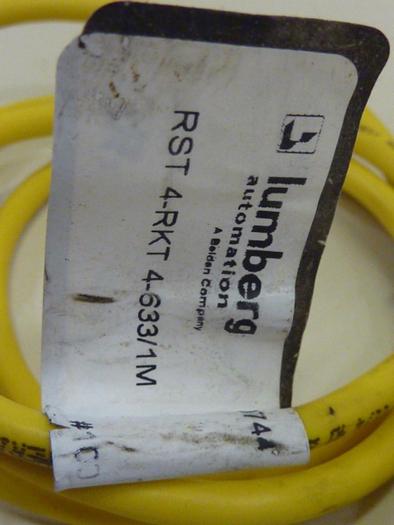 lumberg
automation
A Belden Company
RST 4-RKT 4-633/1M